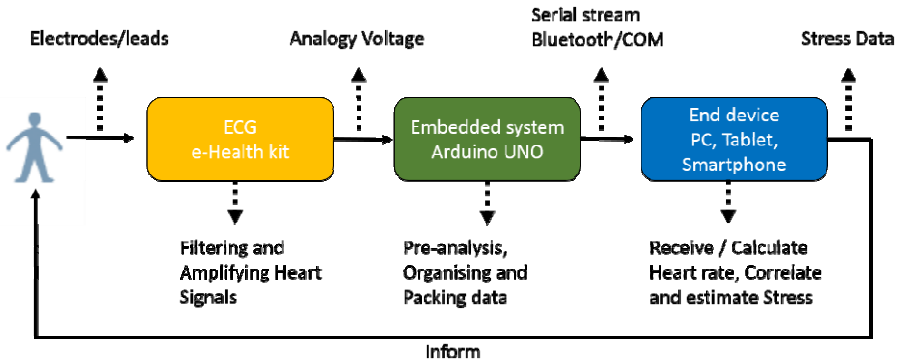 Electrodes/leads
Analogy Voltage
Serial stream
Bluetooth/COM
Stress Data
ECG
e-Health kit
Embedded system
Arduino UNO
End device
PC, Tablet,
Smartphone
Filtering and
Amplifying Heart
Signals
Pre-analysis,
Organising and
Packing data
Receive / Calculate
Heart rate, Correlate
and estimate Stress
Inform